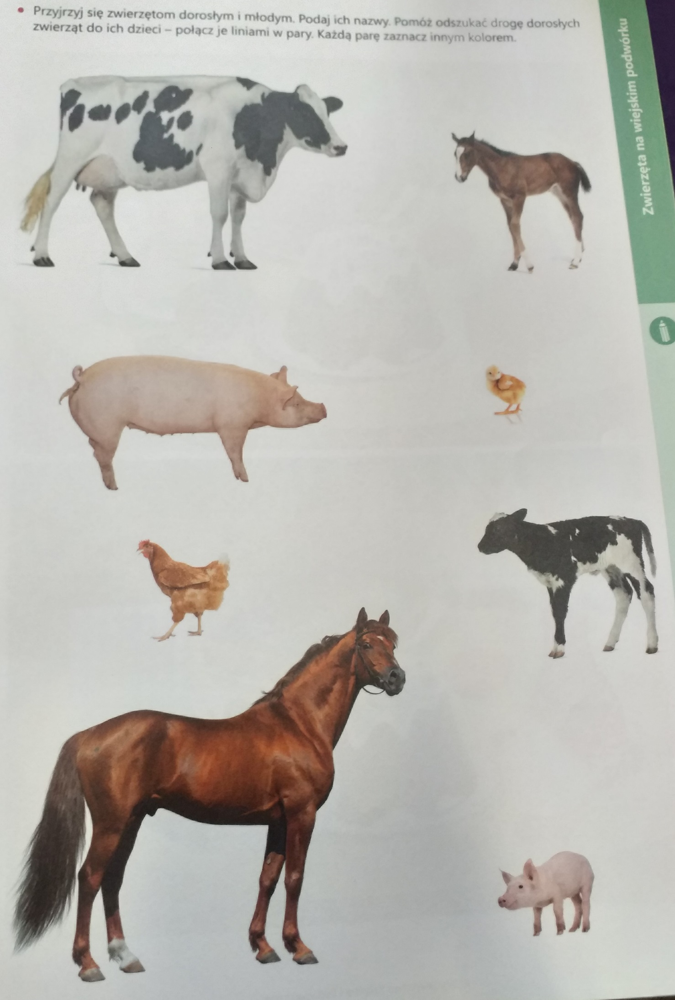 • Przyjrzyj się zwierzętom dorosłym i młodym. Podaj ich nazwy. Pomóż odszukać drogę dorosłych
zwierząt do ich dzieci – połącz je liniami w pary. Każdą parę zaznacz innym kolorem.
Zwierzęta na wiejskim podwórku